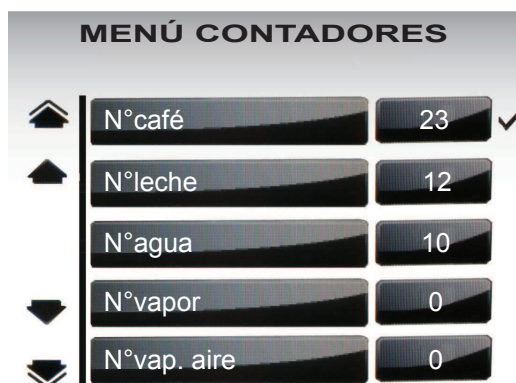 MENÚ CONTADORES
N°café 23
N°leche 12
N°agua 10
N°vapor 0
N°vap. aire 0